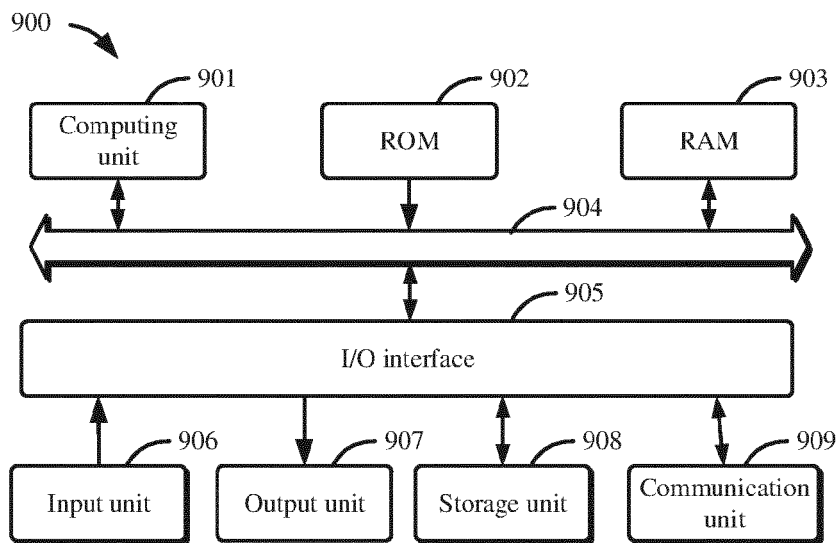 900
901
902
903
Computing
unit
ROM
RAM
904
905
I/O interface
906
907
908
909
Input unit
Output unit
Storage unit
Communication
unit